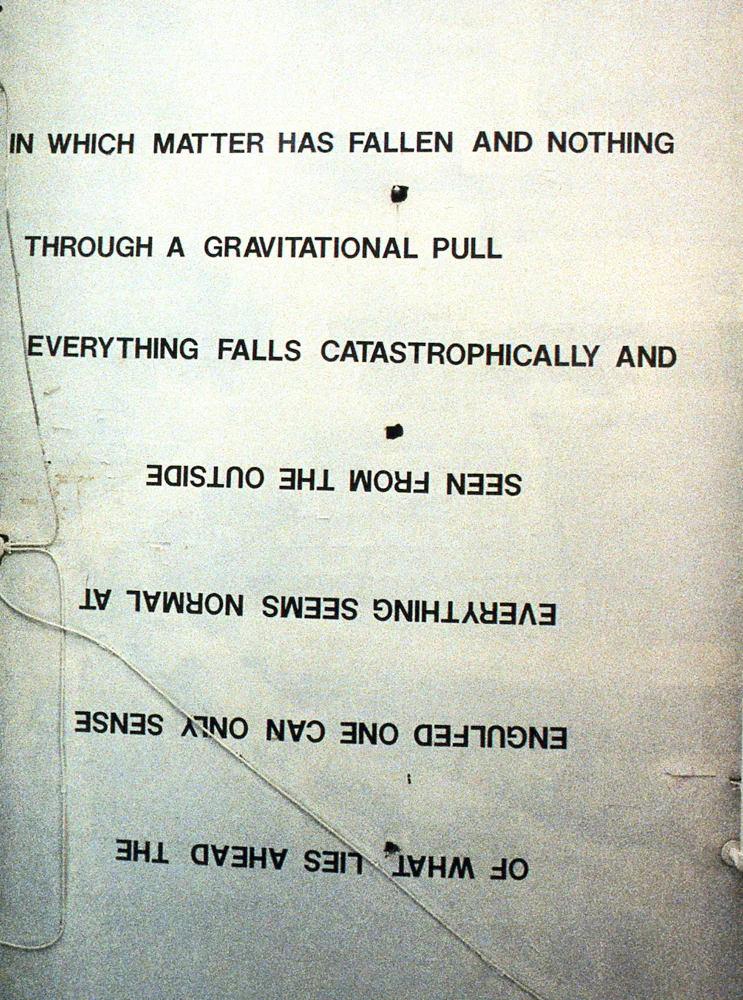 IN WHICH MATTER HAS FALLEN AND NOTHING
THROUGH A GRAVITATIONAL PULL
EVERYTHING FALLS CATASTROPHICALLY AND
SEEN FROM THE OUTSIDE
EVERYTHING SEEMS NORMAL AT
ENGULFED ONE CAN ONLY SENSE
OF WHAT LIES AHEAD THE